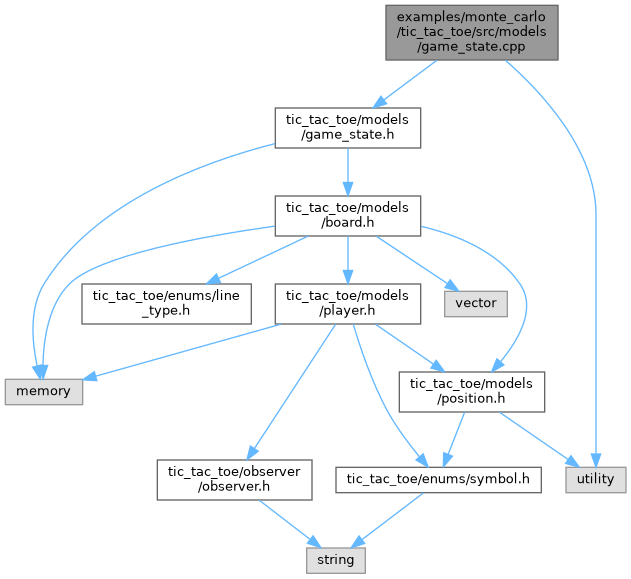 examples/monte_carlo
/tic_tac_toe/src/models
/game_state.cpp
tic_tac_toe/models
/game_state.h
tic_tac_toe/models
/board.h
tic_tac_toe/enums/line
_type.h
tic_tac_toe/models
/player.h
vector
memory
tic_tac_toe/models
/position.h
tic_tac_toe/observer
/observer.h
tic_tac_toe/enums/symbol.h
utility
string